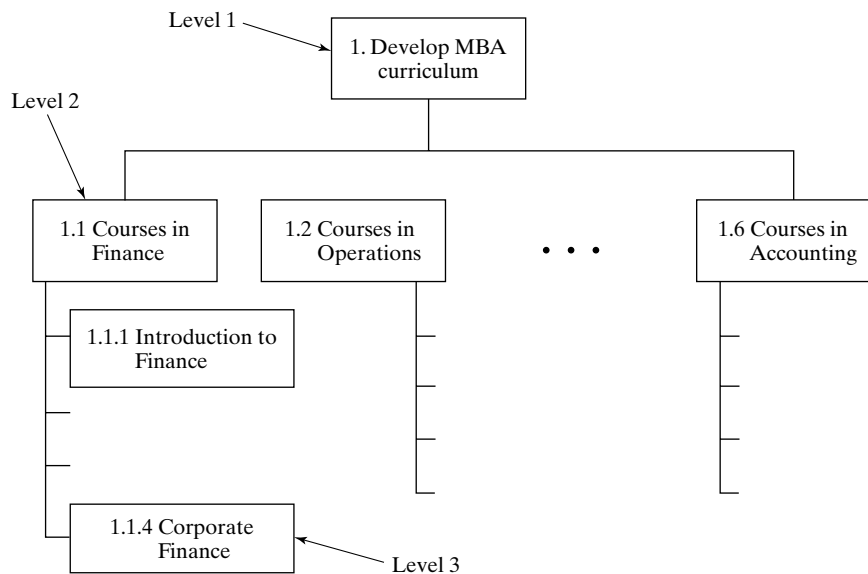 Level 1
1. Develop MBA
curriculum
Level 2
1.1 Courses in
Finance
1.2 Courses in
Operations
1.6 Courses in
Accounting
1.1.1 Introduction to
Finance
1.1.4 Corporate
Finance
Level 3